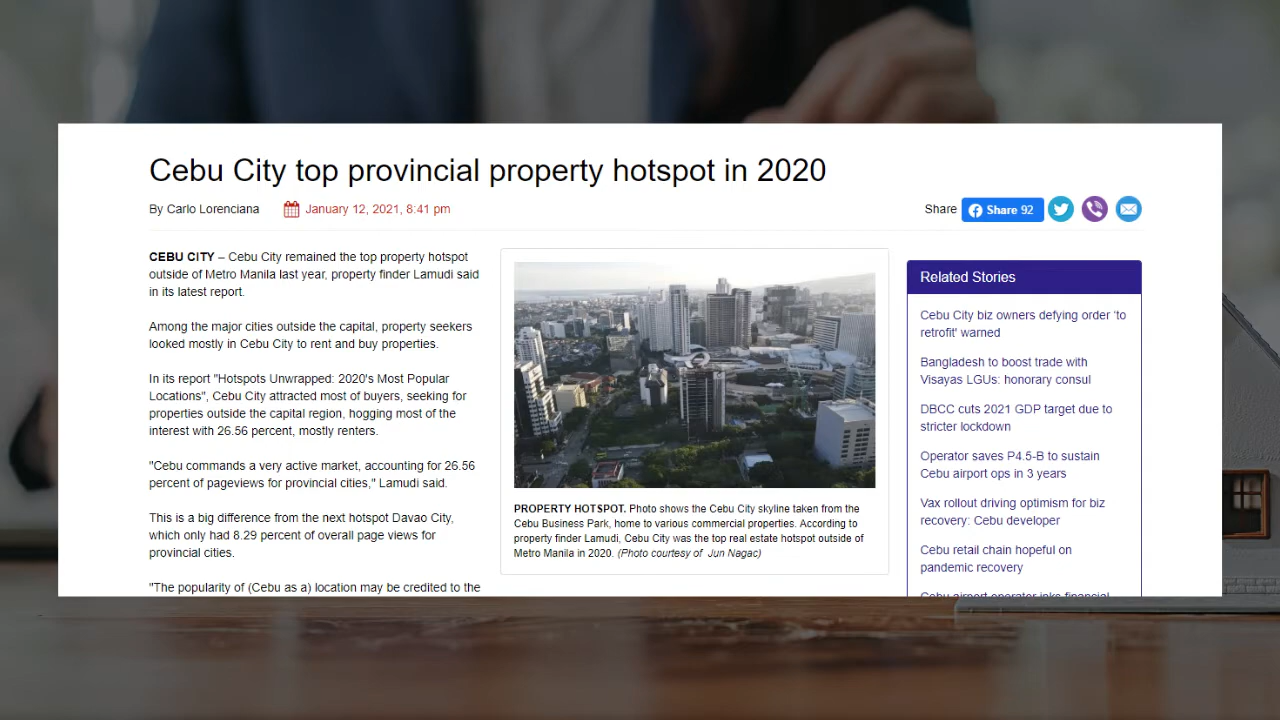 Cebu City top provincial property hotspot in 2020
By Carlo Lorenciana
January 12, 2021, 8:41 pm
Share
Share 92
CEBU CITY – Cebu City remained the top property hotspot
outside of Metro Manila last year, property finder Lamudi said
in its latest report.
Among the major cities outside the capital, property seekers
looked mostly in Cebu City to rent and buy properties.
In its report "Hotspots Unwrapped: 2020's Most Popular
Locations", Cebu City attracted most of buyers, seeking for
properties outside the capital region, hogging most of the
interest with 26.56 percent, mostly renters.
"Cebu commands a very active market, accounting for 26.56
percent of pageviews for provincial cities," Lamudi said.
This is a big difference from the next hotspot Davao City,
which only had 8.29 percent of overall page views for
provincial cities.
"The popularity of (Cebu as a) location may be credited to the
PROPERTY HOTSPOT. Photo shows the Cebu City skyline taken from the
Cebu Business Park, home to various commercial properties. According to
property finder Lamudi, Cebu City was the top real estate hotspot outside of
Metro Manila in 2020. (Photo courtesy of Jun Nagac)
Related Stories
Cebu City biz owners defying order 'to
retrofit' warned
Bangladesh to boost trade with
Visayas LGUs: honorary consul
DBCC cuts 2021 GDP target due to
stricter lockdown
Operator saves P4.5-B to sustain
Cebu airport ops in 3 years
Vax rollout driving optimism for biz
recovery: Cebu developer
Cebu retail chain hopeful on
pandemic recovery
Cebu airport operator inks financial